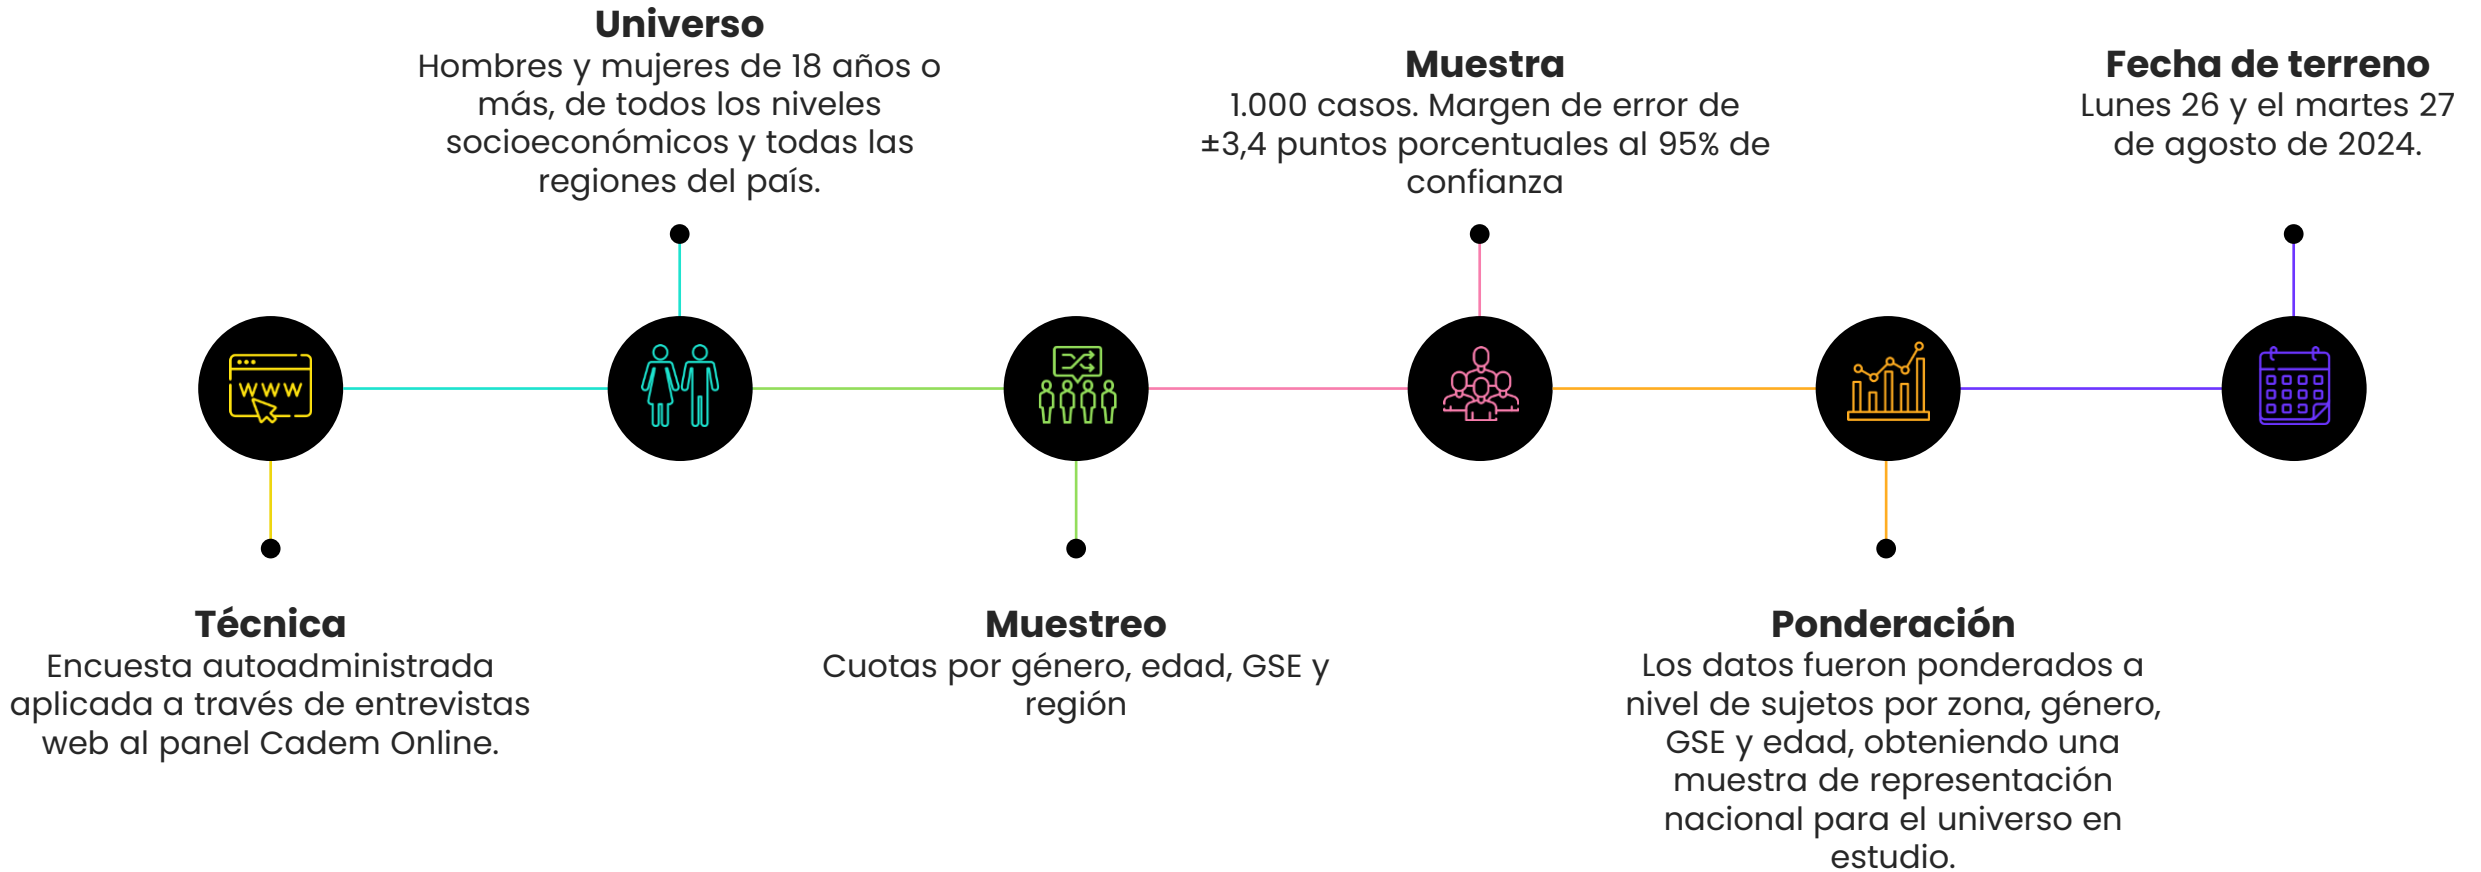 Universo
Hombres y mujeres de 18 años o
más, de todos los niveles
socioeconómicos y todas las
regiones del país.
Muestra
1.000 casos. Margen de error de
±3,4 puntos porcentuales al 95% de
confianza
Fecha de terreno
Lunes 26 y el martes 27
de agosto de 2024.
WWW
Técnica
Encuesta autoadministrada
aplicada a través de entrevistas
web al panel Cadem Online.
Muestreo
Cuotas por género, edad, GSE y
región
Ponderación
Los datos fueron ponderados a
nivel de sujetos por zona, género,
GSE y edad, obteniendo una
muestra de representación
nacional para el universo en
estudio.